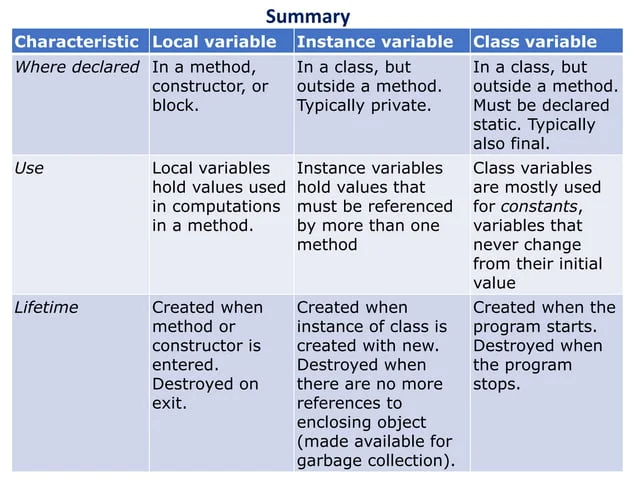 Summary
Characteristic Local variable Instance variable Class variable
Where declared
In a method,
constructor, or
block.
In a class, but
outside a method.
Typically private.
In a class, but
outside a method.
Must be declared
static. Typically
also final.
Use
Local variables
hold values used
in computations
in a method.
Instance variables
hold values that
must be referenced
by more than one
method
Class variables
are mostly used
for constants,
variables that
never change
from their initial
value
Lifetime
Created when
method or
constructor is
entered.
Destroyed on
exit.
Created when
instance of class is
created with new.
Destroyed when
there are no more
references to
enclosing object
(made available for
garbage collection).
Created when the
program starts.
Destroyed when
the program
stops.